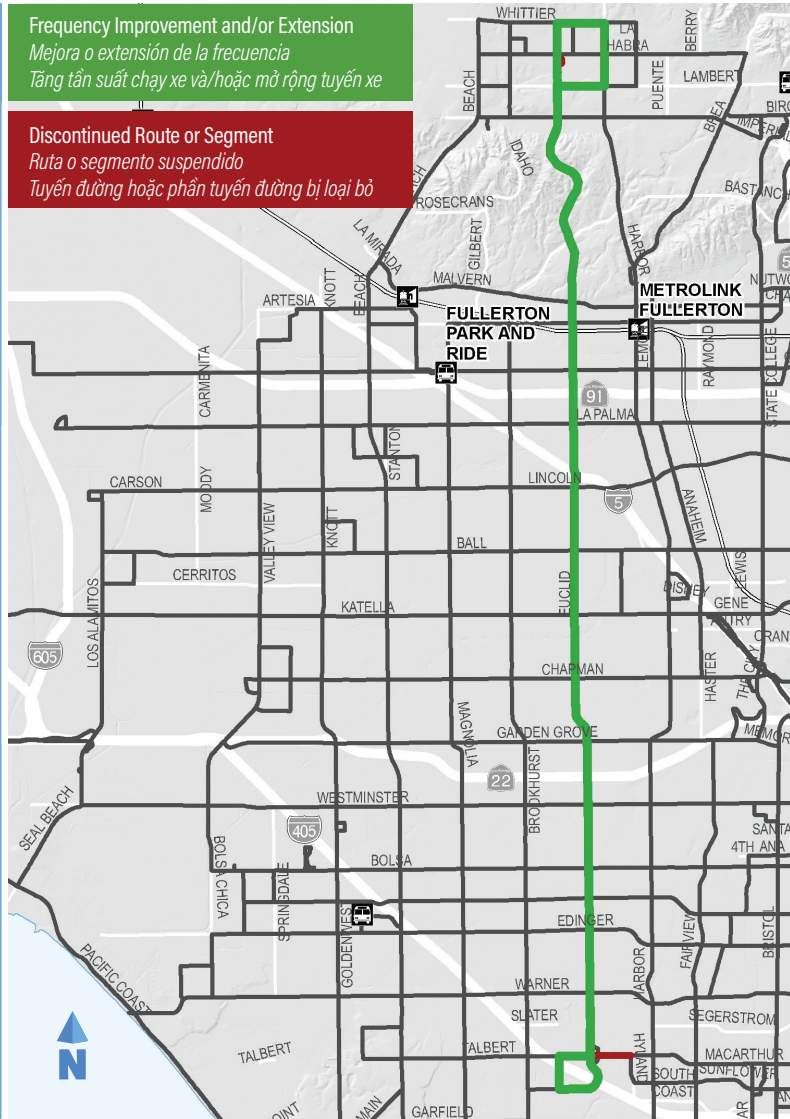 Frequency Improvement and/or Extension
Mejora o extensión de la frecuencia
Tăng tần suất chạy xe và/hoặc mở rộng tuyến xe
Discontinued Route or Segment
Ruta o segmento suspendido
Tuyến đường hoặc phần tuyến đường bị loại bỏ
WHITTIER
LA
HABRA
BERRY
BEACH
PUENTE
LAMBERT
BREA
IDAHO
ROSECRANS
GILBERT
LA MIRADA
HARBOR
MALVERN
ARTESIA
KNOTT
BEACH
METROLINK
FULLERTON
FULLERTON
PARK AND
RIDE
RAYMOND
STATE COLLEGE
CARMENITA
91
LA PALMA
STANTON
LINCOLN
CARSON
MOODY
5
ANAHEIM
VALLEY VIEW
KNOTT
BALL
CERRITOS
EUCLID
LEWIS
DISNEY
GENE
AUTRY
KATELLA
LOS ALAMITOS
605
CHAPMAN
HASTER
THE CITY
MAGNOLIA
GARDEN GROVE
22
BROOKHURST
WESTMINSTER
SEAL BEACH
405
4TH
BOLSA
BOLSA CHICA
SPRINGDALE
GOLDENWEST
EDINGER
FAIRVIEW
BRISTOL
PACIFIC COAST
WARNER
HARBOR
SLATER
SEGERSTROM
TALBERT
TALBERT
HYLAND
MACARTHUR
SUNFLOWER
SOUTH
COAST
MAIN
GARFIELD
N